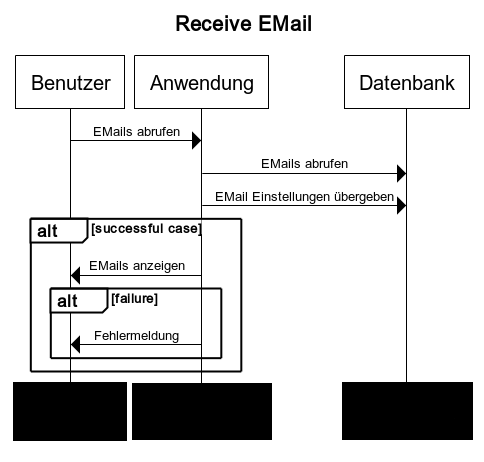 Receive EMail
Benutzer
Anwendung
Datenbank
EMails abrufen
EMails abrufen
EMail Einstellungen übergeben
alt [successful case]
EMails anzeigen
alt [failure]
Fehlermeldung